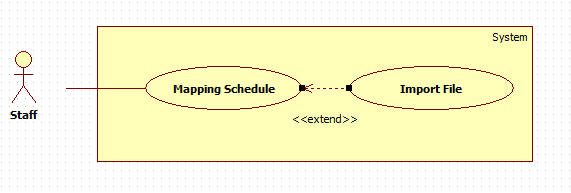 System
Mapping Schedule
Import File
Staff
<<extend>>